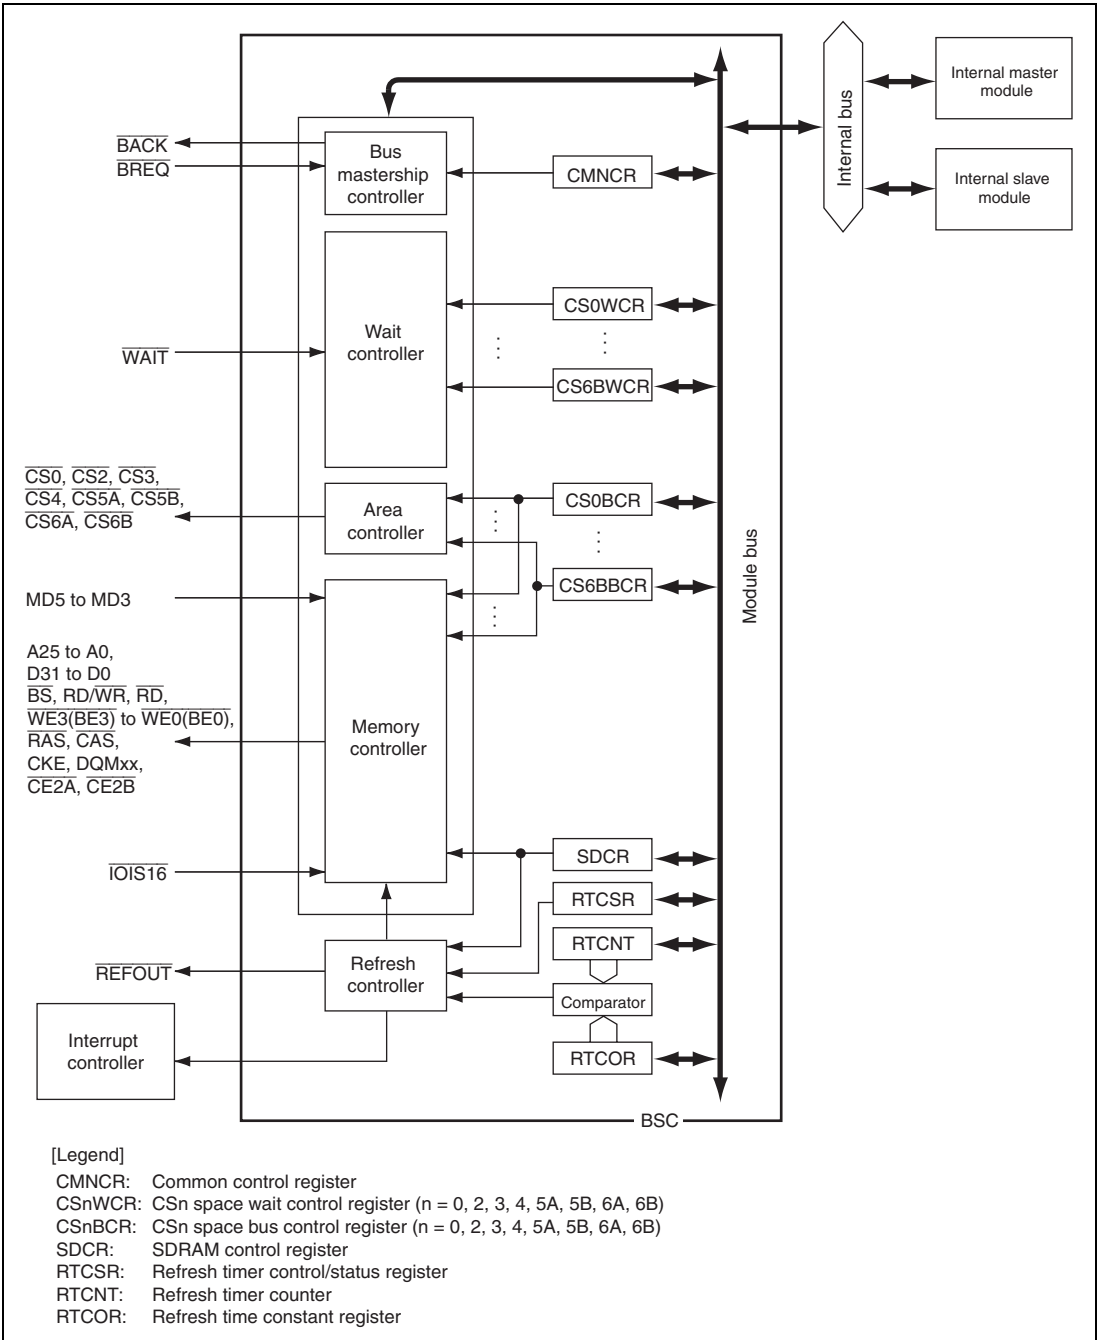 BACK
BREQ
Bus
mastership
controller
CMNCR
Internal bus
Internal master
module
Internal slave
module
WAIT
Wait
controller
CS0WCR
CS6BWCR
CS0, CS2, CS3,
CS4, CS5A, CS5B,
CS6A, CS6B
Area
controller
CS0BCR
CS6BBCR
Module bus
MD5 to MD3
A25 to A0,
D31 to D0
BS, RD/WR, RD,
WE3(BE3) to WE0(BE0),
RAS, CAS,
CKE, DQMxx,
CE2A, CE2B
Memory
controller
IOIS16
SDCR
RTCSR
RTCNT
Comparator
RTCOR
REFOUT
Refresh
controller
Interrupt
controller
BSC
[Legend]
CMNCR: Common control register
CSnWCR: CSn space wait control register (n = 0, 2, 3, 4, 5A, 5B, 6A, 6B)
CSnBCR: CSn space bus control register (n = 0, 2, 3, 4, 5A, 5B, 6A, 6B)
SDCR: SDRAM control register
RTCSR: Refresh timer control/status register
RTCNT: Refresh timer counter
RTCOR: Refresh time constant register